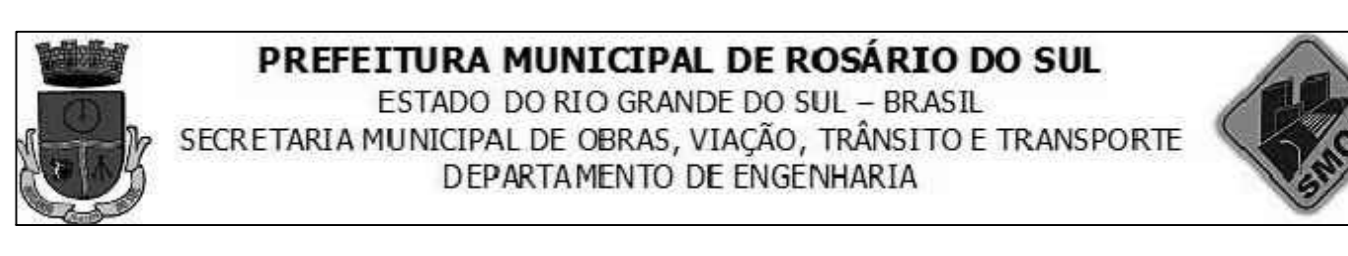 PREFEITURA MUNICIPAL DE ROSÁRIO DO SUL
ESTADO DO RIO GRANDE DO SUL – BRASIL
SECRETARIA MUNICIPAL DE OBRAS, VIAÇÃO, TRÂNSITO E TRANSPORTE
DEPARTAMENTO DE ENGENHARIA